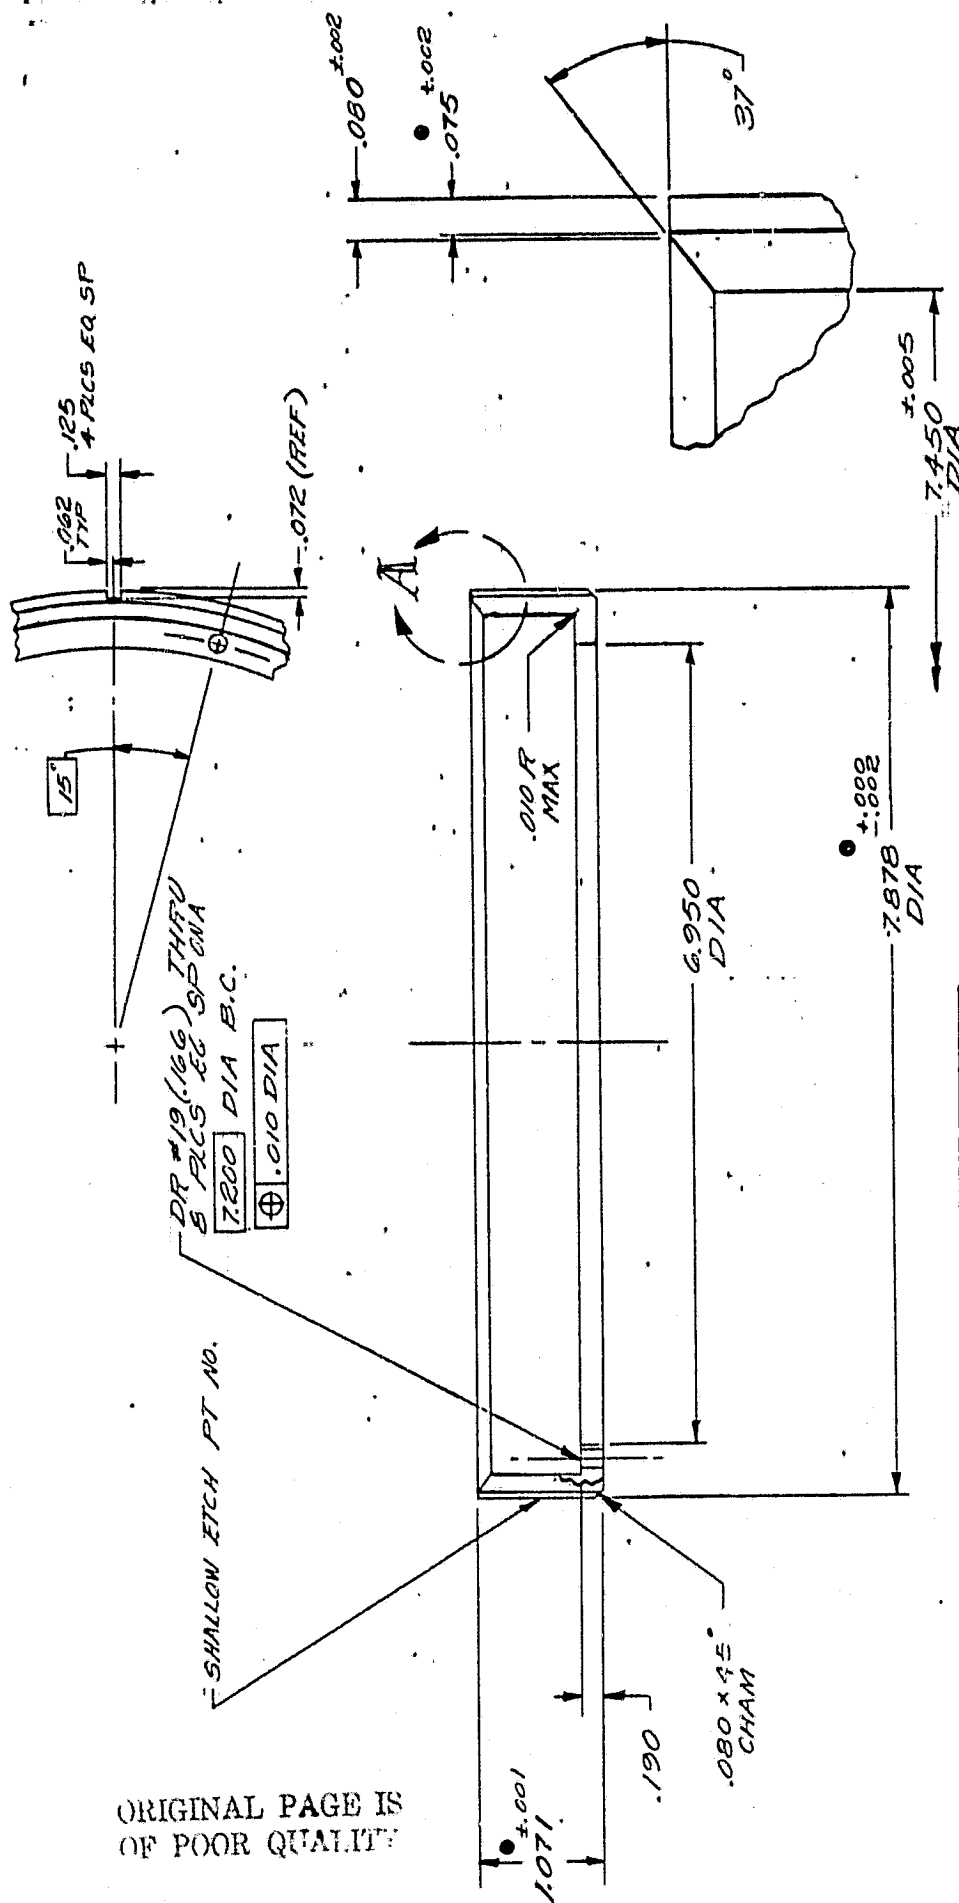 .062
TYP
.125
4 PLCS EQ SP
.072 (REF)
15°
DR #19 (.166) THRU
8 PLCS EQ SP ONA
7.200 DIA B.C.
⌖ .010 DIA
SHALLOW ETCH PT NO.
A
.010 R
MAX
6.950
DIA
+.000
-.002
7.878
DIA
±.001
1.071
.190
.080 x 45°
CHAM
.080 ±.002
.075 ±.002
37°
7.450 ±.005
DIA
ORIGINAL PAGE IS
OF POOR QUALITY